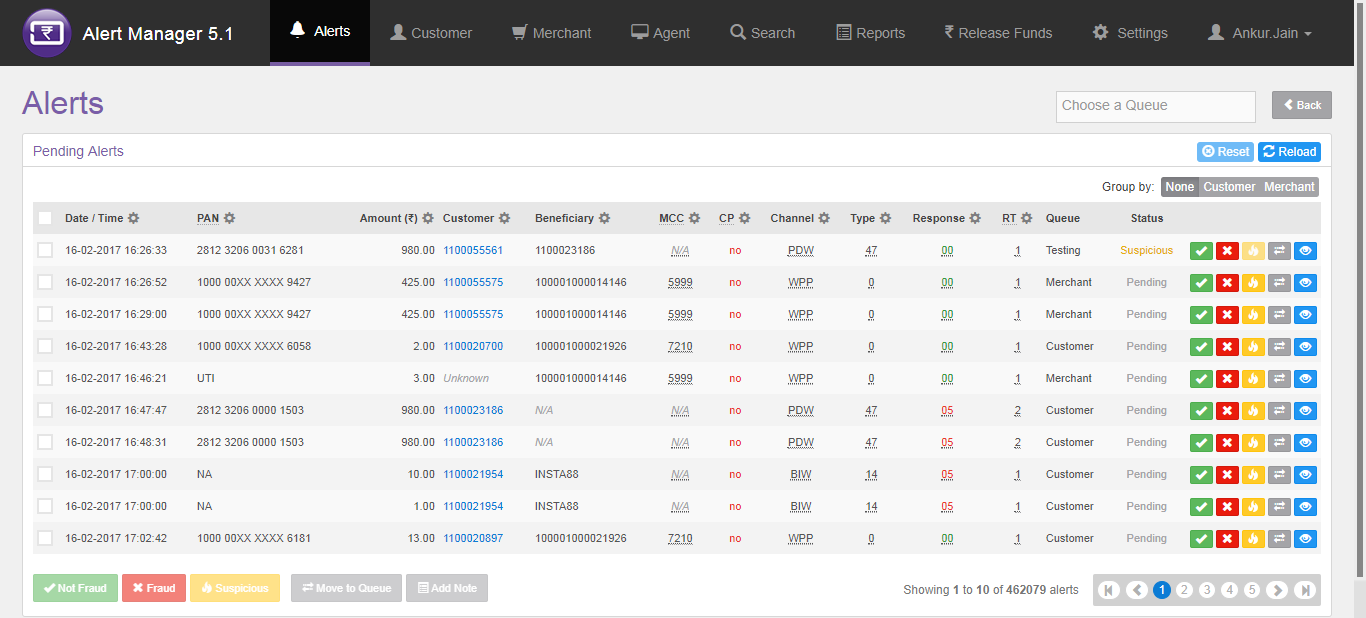 Alert Manager 5.1 Alerts Customer Merchant Agent Search Reports ₹ Release Funds Settings Ankur.Jain
Alerts
Choose a Queue Back
Pending Alerts Reset Reload
Group by: None Customer Merchant
Date / Time PAN Amount (₹) Customer Beneficiary MCC CP Channel Type Response RT Queue Status
16-02-2017 16:26:33 2812 3206 0031 6281 980.00 1100055561 1100023186 N/A no PDW 47 00 1 Testing Suspicious
16-02-2017 16:26:52 1000 00XX XXXX 9427 425.00 1100055575 100001000014146 5999 no WPP 0 00 1 Merchant Pending
16-02-2017 16:29:00 1000 00XX XXXX 9427 425.00 1100055575 100001000014146 5999 no WPP 0 00 1 Merchant Pending
16-02-2017 16:43:28 1000 00XX XXXX 6058 2.00 1100020700 100001000021926 7210 no WPP 0 00 1 Customer Pending
16-02-2017 16:46:21 UTI 3.00 Unknown 100001000014146 5999 no WPP 0 00 1 Merchant Pending
16-02-2017 16:47:47 2812 3206 0000 1503 980.00 1100023186 N/A N/A no PDW 47 05 2 Customer Pending
16-02-2017 16:48:31 2812 3206 0000 1503 980.00 1100023186 N/A N/A no PDW 47 05 2 Customer Pending
16-02-2017 17:00:00 NA 10.00 1100021954 INSTA88 N/A no BIW 14 05 1 Customer Pending
16-02-2017 17:00:00 NA 1.00 1100021954 INSTA88 N/A no BIW 14 05 1 Customer Pending
16-02-2017 17:02:42 1000 00XX XXXX 6181 13.00 1100020897 100001000021926 7210 no WPP 0 00 1 Customer Pending
Not Fraud Fraud Suspicious Move to Queue Add Note Showing 1 to 10 of 462079 alerts 1 2 3 4 5